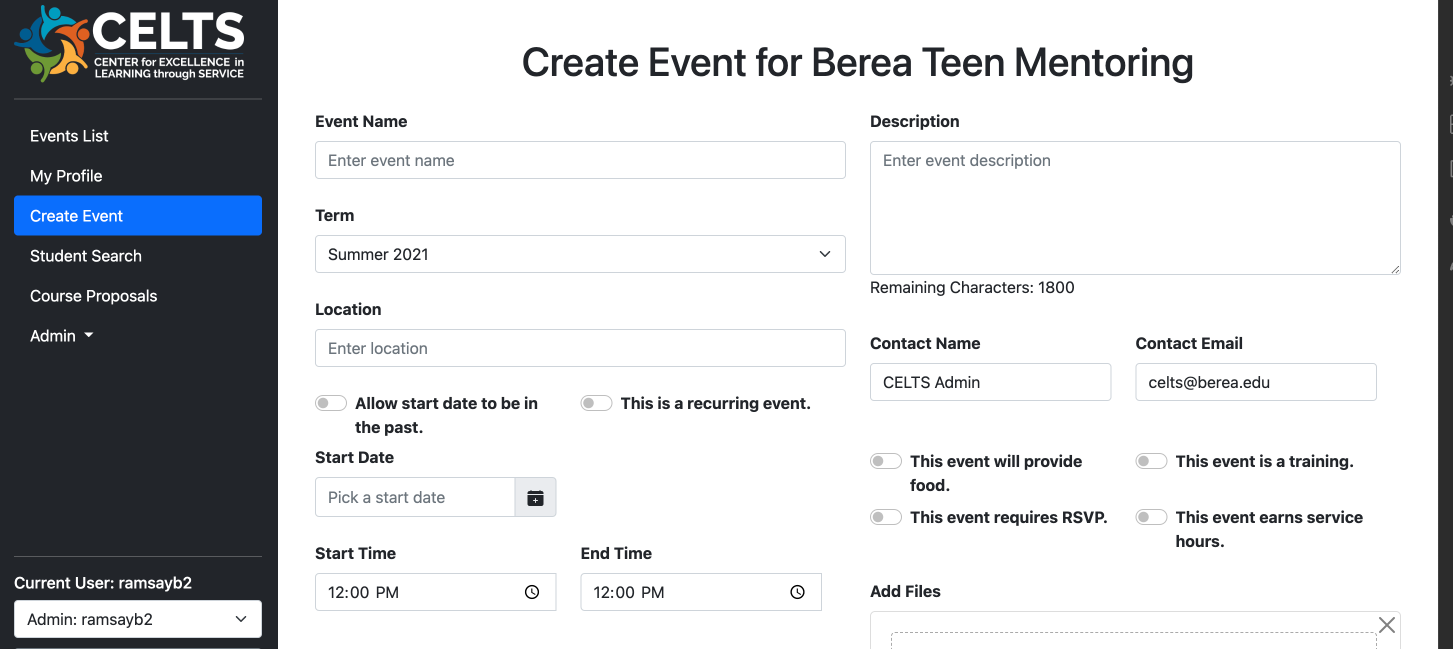 CELTS
CENTER for EXCELLENCE in
LEARNING through SERVICE
Events List
My Profile
Create Event
Student Search
Course Proposals
Admin
Current User: ramsayb2
Admin: ramsayb2
Create Event for Berea Teen Mentoring
Event Name
Enter event name
Term
Summer 2021
Location
Enter location
Allow start date to be in
the past.
This is a recurring event.
Start Date
Pick a start date
Start Time
End Time
12:00 PM
12:00 PM
Description
Enter event description
Remaining Characters: 1800
Contact Name
Contact Email
CELTS Admin
celts@berea.edu
This event will provide
food.
This event is a training.
This event requires RSVP.
This event earns service
hours.
Add Files